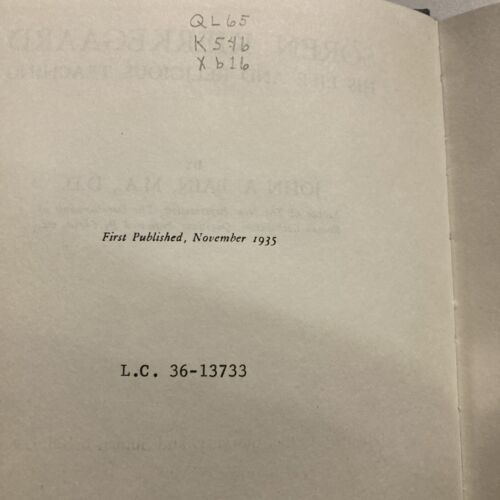 QL65
K546
Xb16
First Published, November 1935
L.C. 36-13733